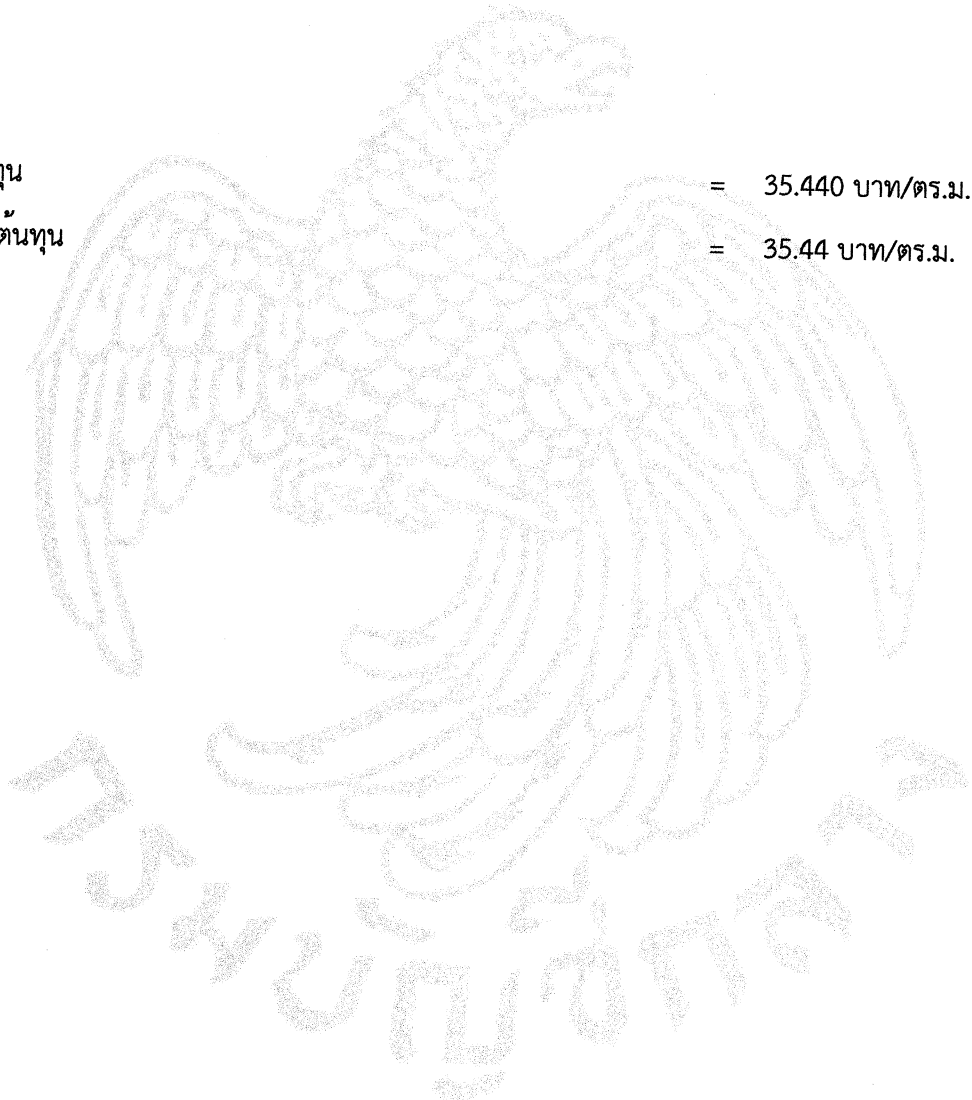 ทุน = 35.440 บาท/ตร.ม.
ต้นทุน = 35.44 บาท/ตร.ม.
กรมบัญชีกลาง